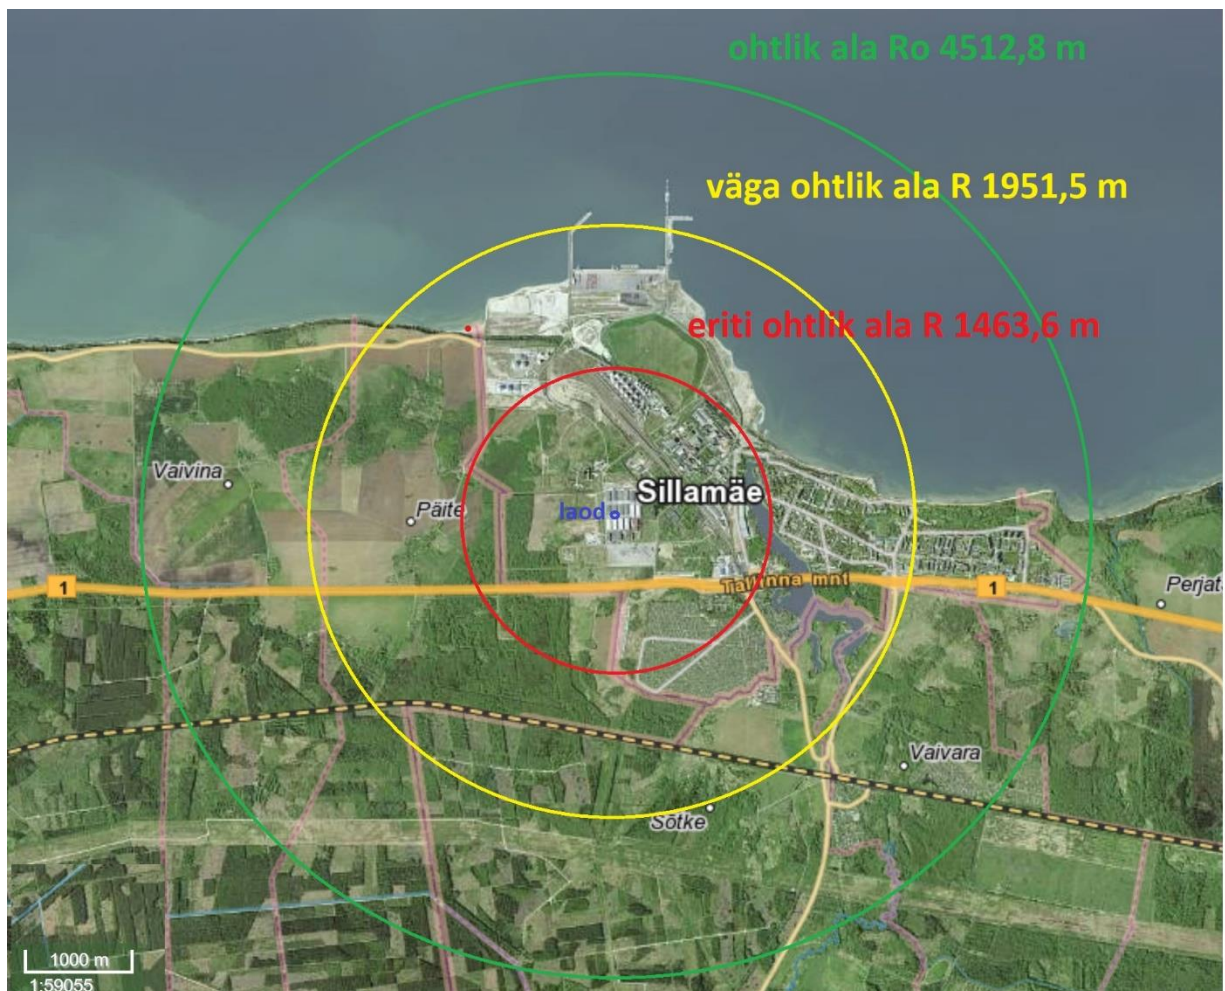 ohtlik ala Ro 4512,8 m
väga ohtlik ala R 1951,5 m
eriti ohtlik ala R 1463,6 m
Vaivina
Sillamäe
Päite
laod
1
Tallinna mnt
1
Perjat
Vaivara
Sõtke
1000 m
1:59055